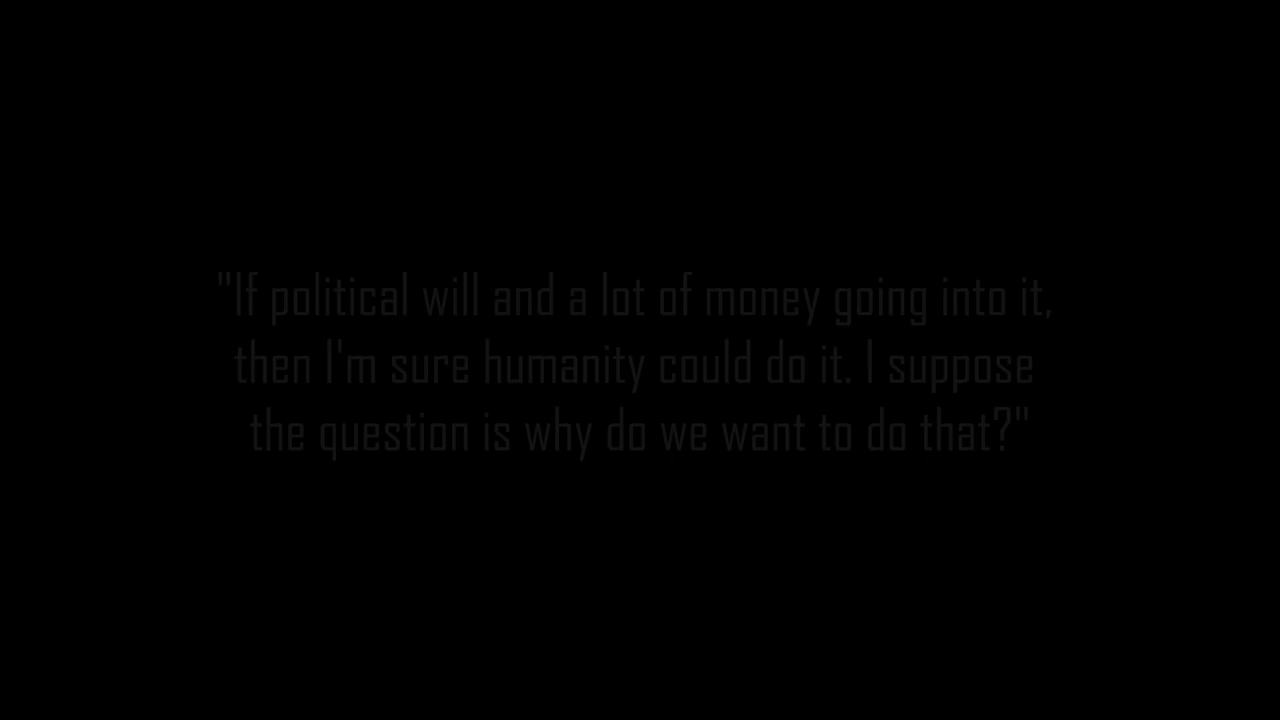 "If political will and a lot of money going into it,
then I'm sure humanity could do it. I suppose
the question is why do we want to do that?"